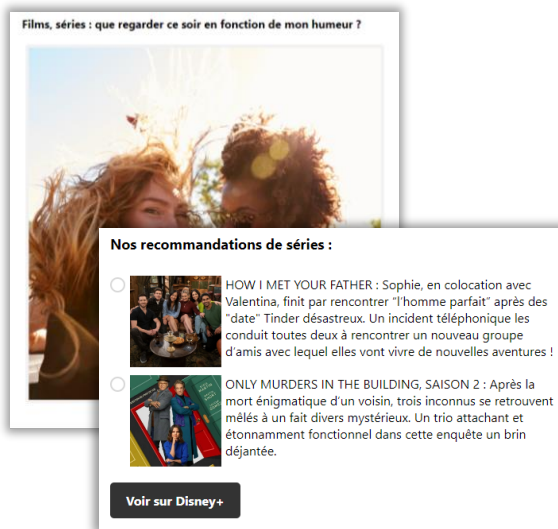 Films, séries : que regarder ce soir en fonction de mon humeur ?
Nos recommandations de séries :
HOW I MET YOUR FATHER : Sophie, en colocation avec
Valentina, finit par rencontrer “l’homme parfait” après des
"date" Tinder désastreux. Un incident téléphonique les
conduit toutes deux à rencontrer un nouveau groupe
d’amis avec lequel elles vont vivre de nouvelles aventures !
ONLY MURDERS IN THE BUILDING, SAISON 2 : Après la
mort énigmatique d’un voisin, trois inconnus se retrouvent
mêlés à un fait divers mystérieux. Un trio attachant et
étonnamment fonctionnel dans cette enquête un brin
déjantée.
Voir sur Disney+